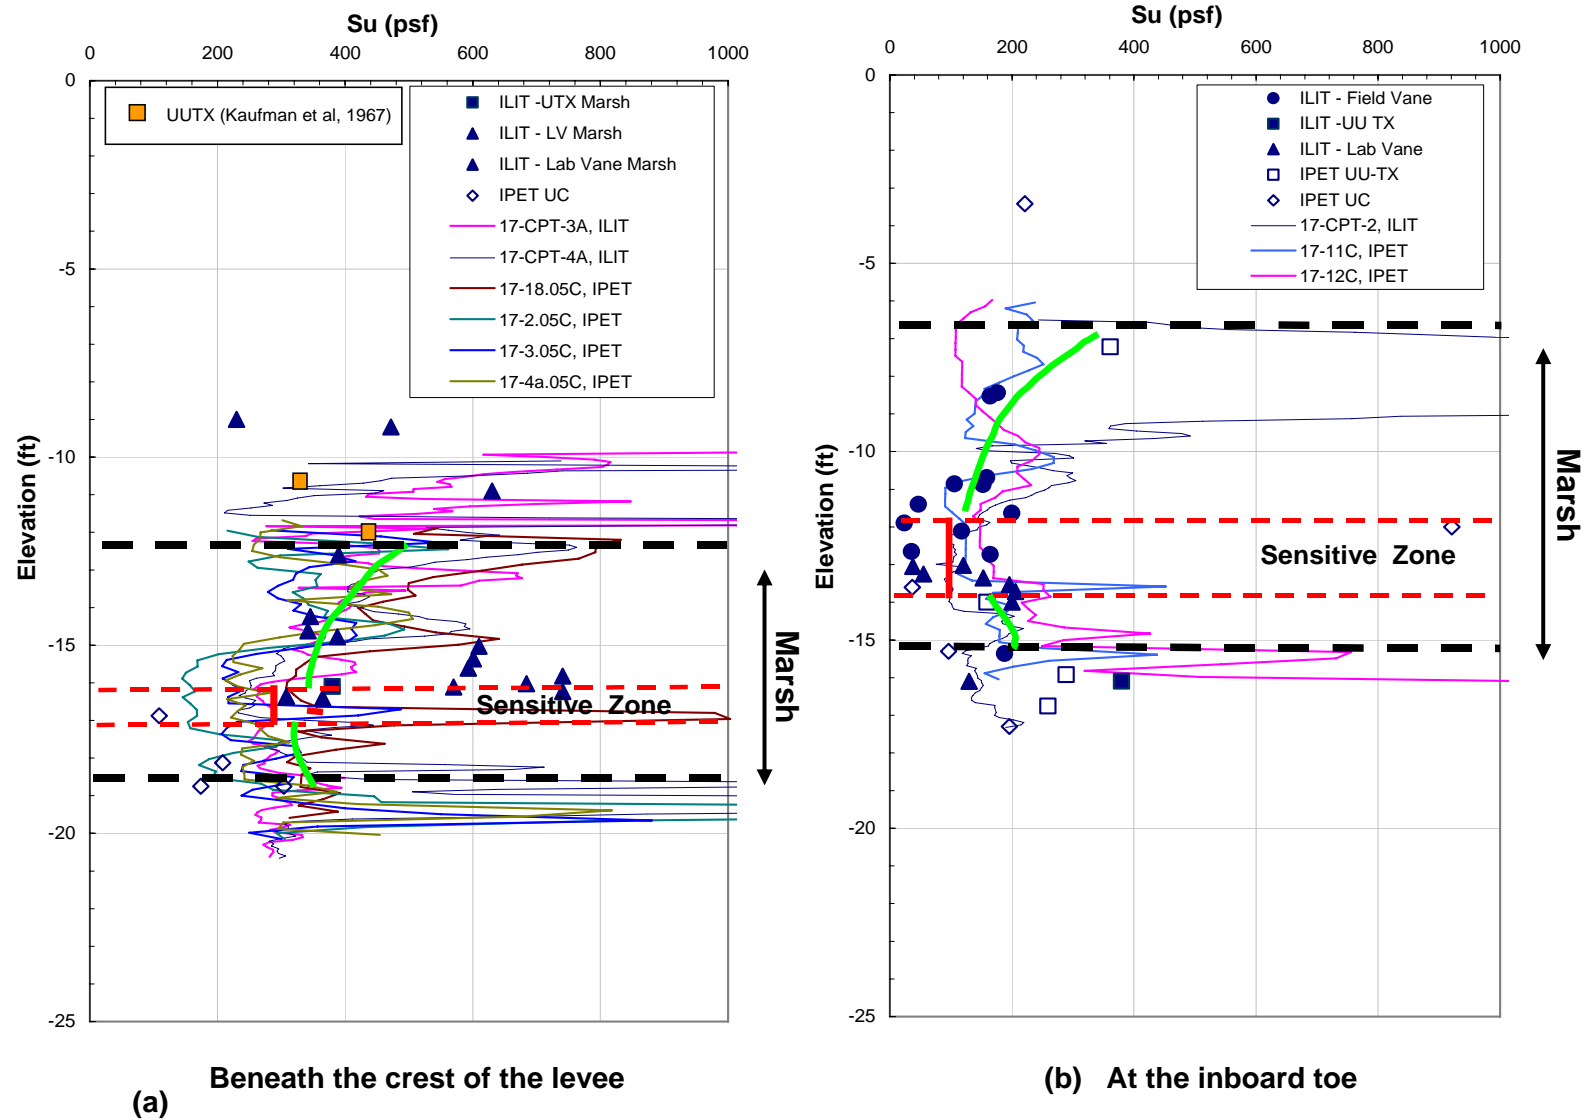 Su (psf)
0 200 400 600 800 1000
0
-5
-10
-15
-20
-25
Elevation (ft)
UUTX (Kaufman et al, 1967)
ILIT -UTX Marsh
ILIT - LV Marsh
ILIT - Lab Vane Marsh
IPET UC
17-CPT-3A, ILIT
17-CPT-4A, ILIT
17-18.05C, IPET
17-2.05C, IPET
17-3.05C, IPET
17-4a.05C, IPET
Sensitive Zone
Marsh
Beneath the crest of the levee
(a)
Su (psf)
0 200 400 600 800 1000
0
-5
-10
-15
-20
-25
Elevation (ft)
ILIT - Field Vane
ILIT -UU TX
ILIT - Lab Vane
IPET UU-TX
IPET UC
17-CPT-2, ILIT
17-11C, IPET
17-12C, IPET
Sensitive Zone
Marsh
(b) At the inboard toe